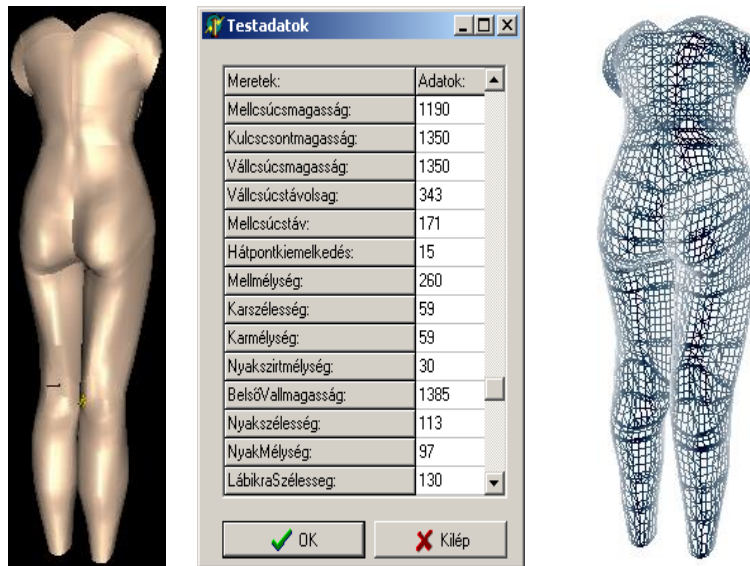 Testadatok
Meretek: Adatok:
Mellcsúcsmagasság: 1190
Kulcscsontmagasság: 1350
Vállcsúcsmagasság: 1350
Vállcsúcstávolsag: 343
Mellcsúcstáv: 171
Hátpontkiemelkedés: 15
Mellmélység: 260
Karszélesség: 59
Karmélység: 59
Nyakszirtmélység: 30
BelsőVallmagasság: 1385
Nyakszélesség: 113
NyakMélység: 97
LábikraSzélesseg: 130
OK Kilép